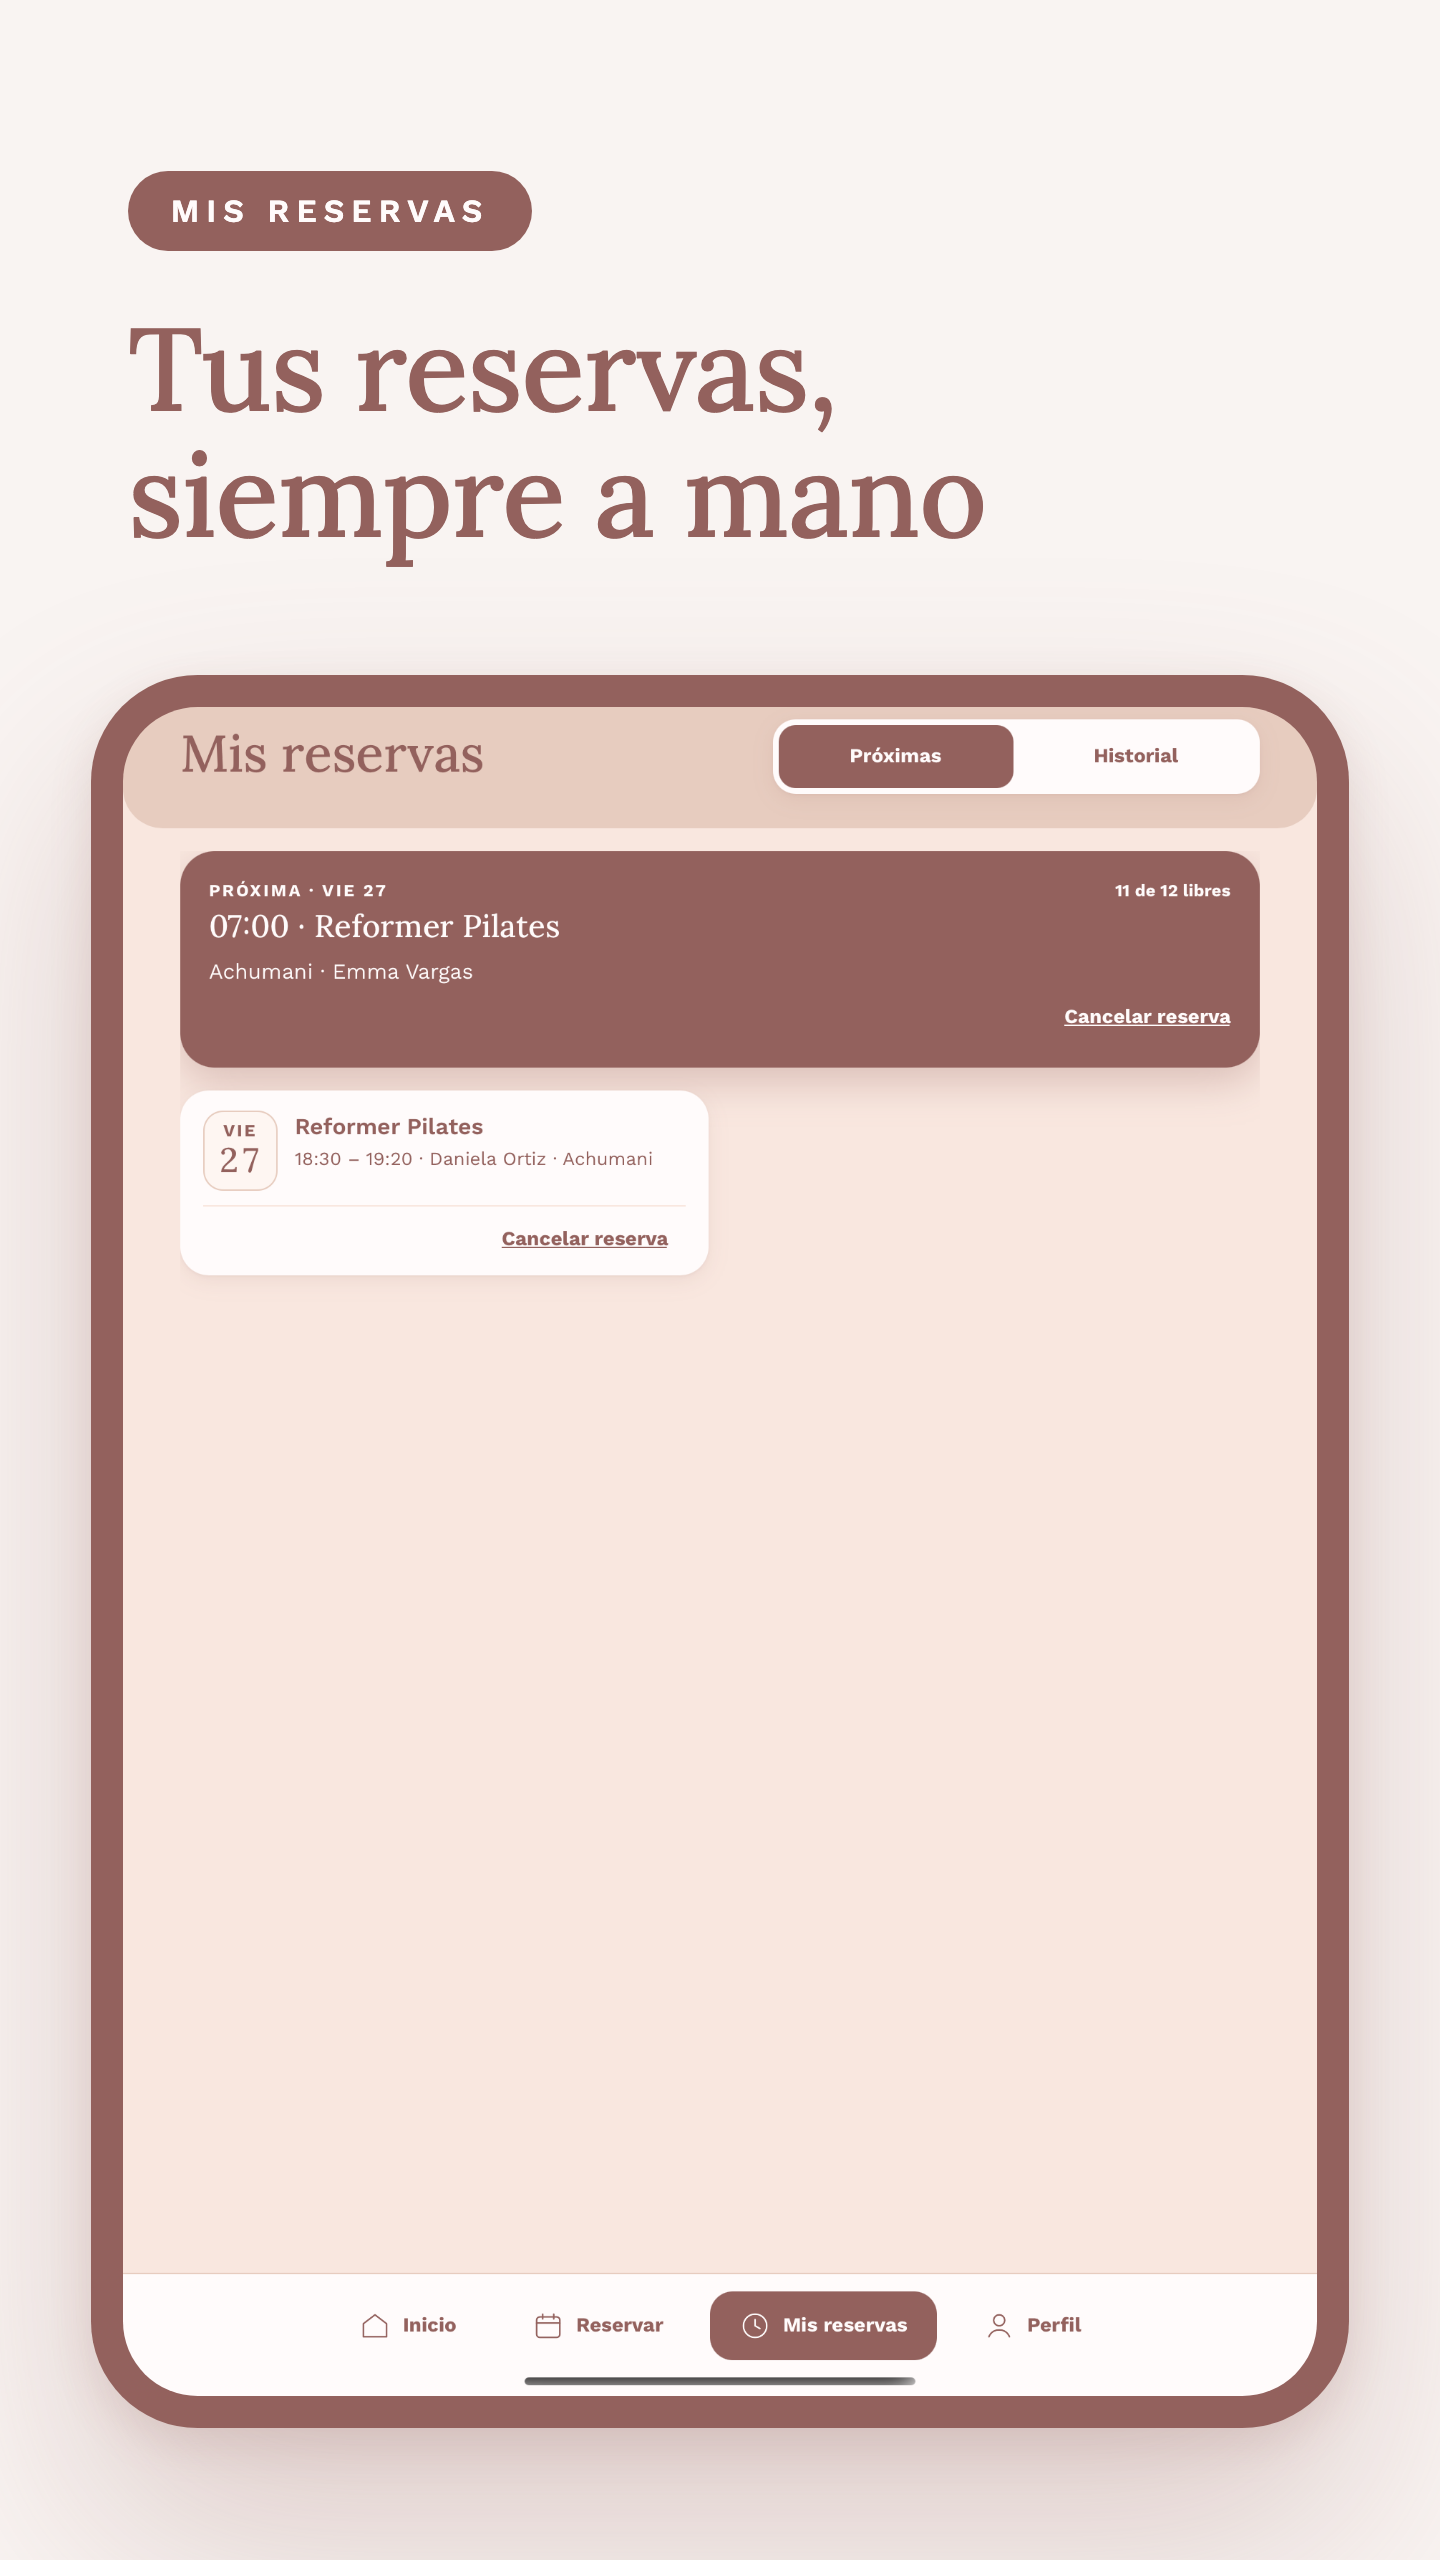 MIS RESERVAS
Tus reservas,
siempre a mano
Mis reservas
Próximas
Historial
PRÓXIMA · VIE 27
11 de 12 libres
07:00 · Reformer Pilates
Achumani · Emma Vargas
Cancelar reserva
VIE
27
Reformer Pilates
18:30 – 19:20 · Daniela Ortiz · Achumani
Cancelar reserva
Inicio
Reservar
Mis reservas
Perfil